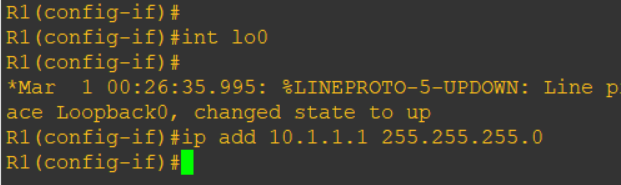 R1(config-if)#
R1(config-if)#int lo0
R1(config-if)#
*Mar  1 00:26:35.995: %LINEPROTO-5-UPDOWN: Line p
ace Loopback0, changed state to up
R1(config-if)#ip add 10.1.1.1 255.255.255.0
R1(config-if)#